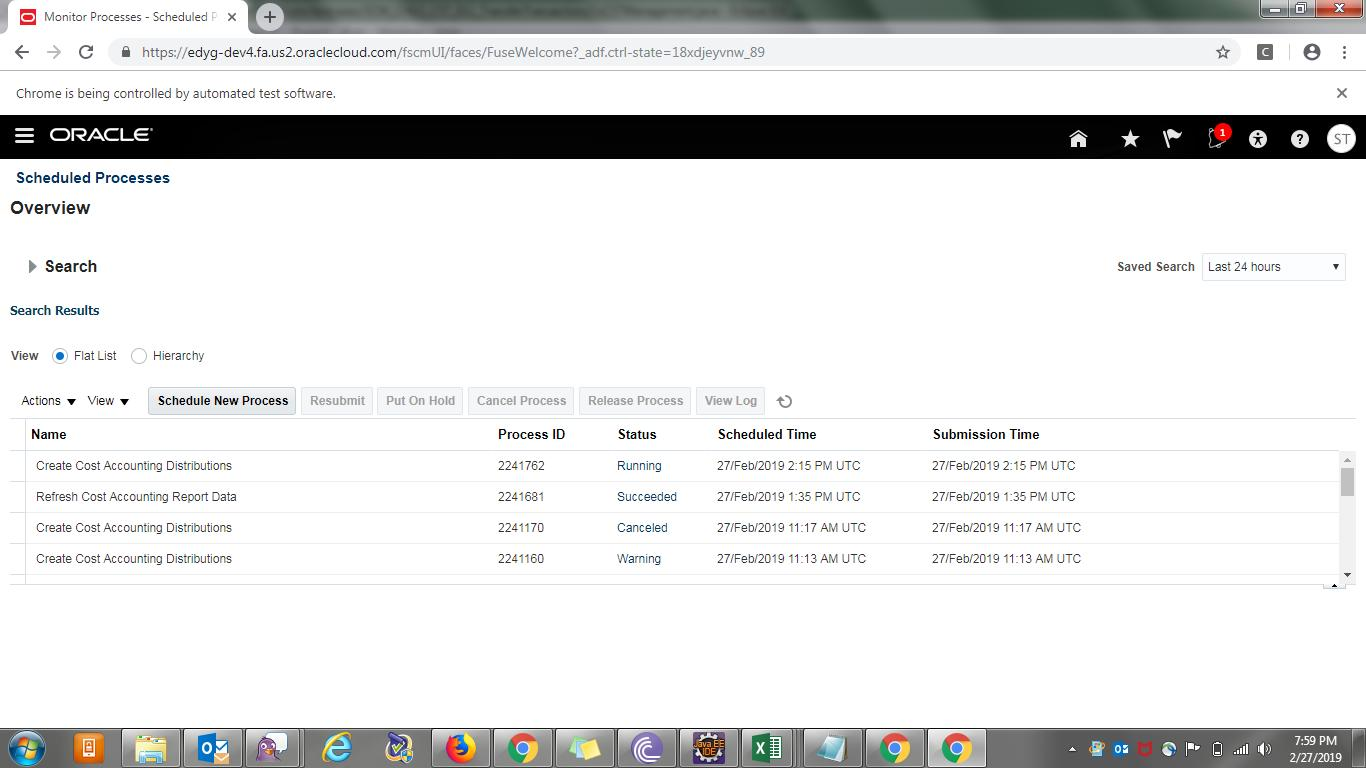 Monitor Processes - Scheduled P
https://edyg-dev4.fa.us2.oraclecloud.com/fscmUI/faces/FuseWelcome?_adf.ctrl-state=18xdjeyvnw_89
C
Chrome is being controlled by automated test software.
ORACLE
1
?
ST
Scheduled Processes
Overview
Search
Saved Search Last 24 hours
Search Results
View Flat List Hierarchy
Actions View Schedule New Process Resubmit Put On Hold Cancel Process Release Process View Log
Name Process ID Status Scheduled Time Submission Time
Create Cost Accounting Distributions 2241762 Running 27/Feb/2019 2:15 PM UTC 27/Feb/2019 2:15 PM UTC
Refresh Cost Accounting Report Data 2241681 Succeeded 27/Feb/2019 1:35 PM UTC 27/Feb/2019 1:35 PM UTC
Create Cost Accounting Distributions 2241170 Canceled 27/Feb/2019 11:17 AM UTC 27/Feb/2019 11:17 AM UTC
Create Cost Accounting Distributions 2241160 Warning 27/Feb/2019 11:13 AM UTC 27/Feb/2019 11:13 AM UTC
Java EE
IDE
7:59 PM
2/27/2019